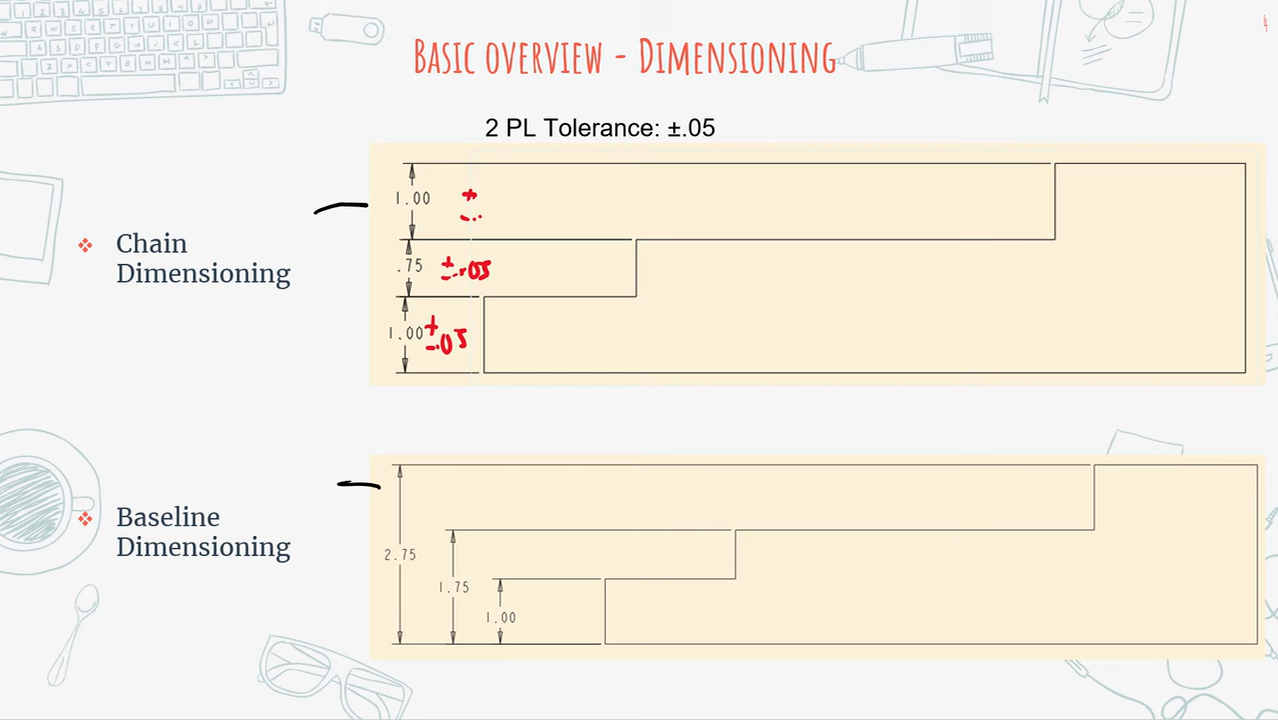 4
BASIC OVERVIEW - DIMENSIONING
2 PL Tolerance: ±.05
Chain
Dimensioning
1.00
.75 ±.05
1.00 ±.05
Baseline
Dimensioning
2.75
1.75
1.00